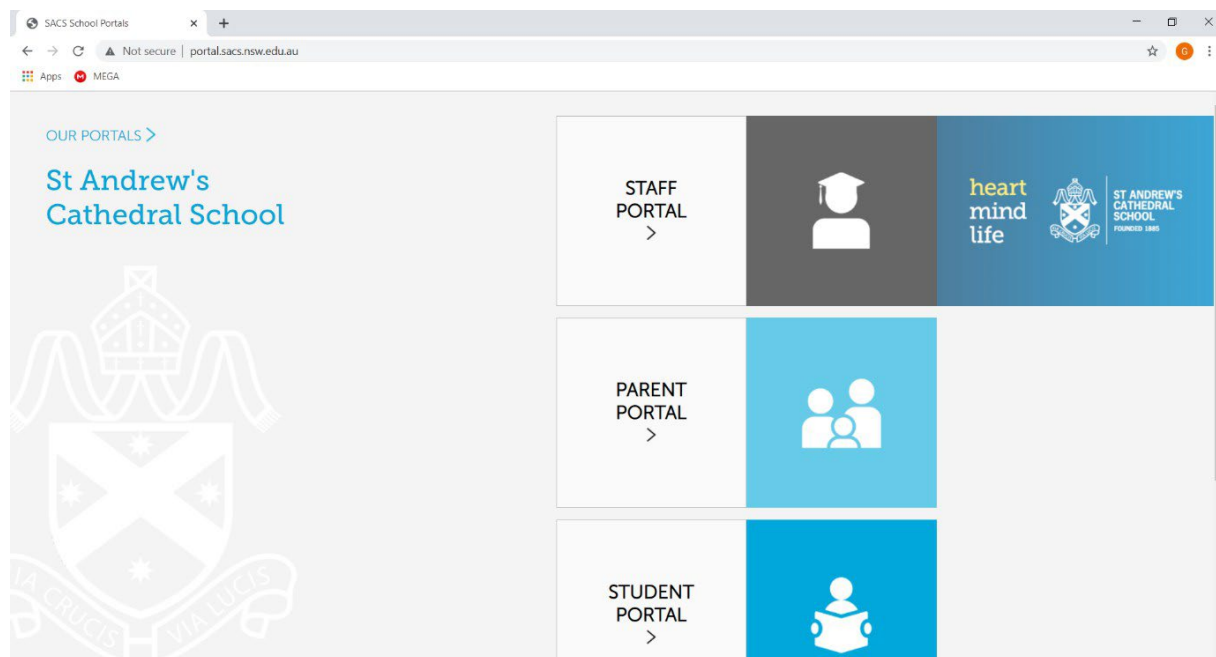 SACS School Portals
Not secure | portal.sacs.nsw.edu.au
G
Apps
M
MEGA
OUR PORTALS >
St Andrew's
Cathedral School
STAFF
PORTAL
>
heart
mind
life
ST ANDREW'S
CATHEDRAL
SCHOOL
FOUNDED 1885
PARENT
PORTAL
>
STUDENT
PORTAL
>
VIA CRUCIS VIA LUCIS